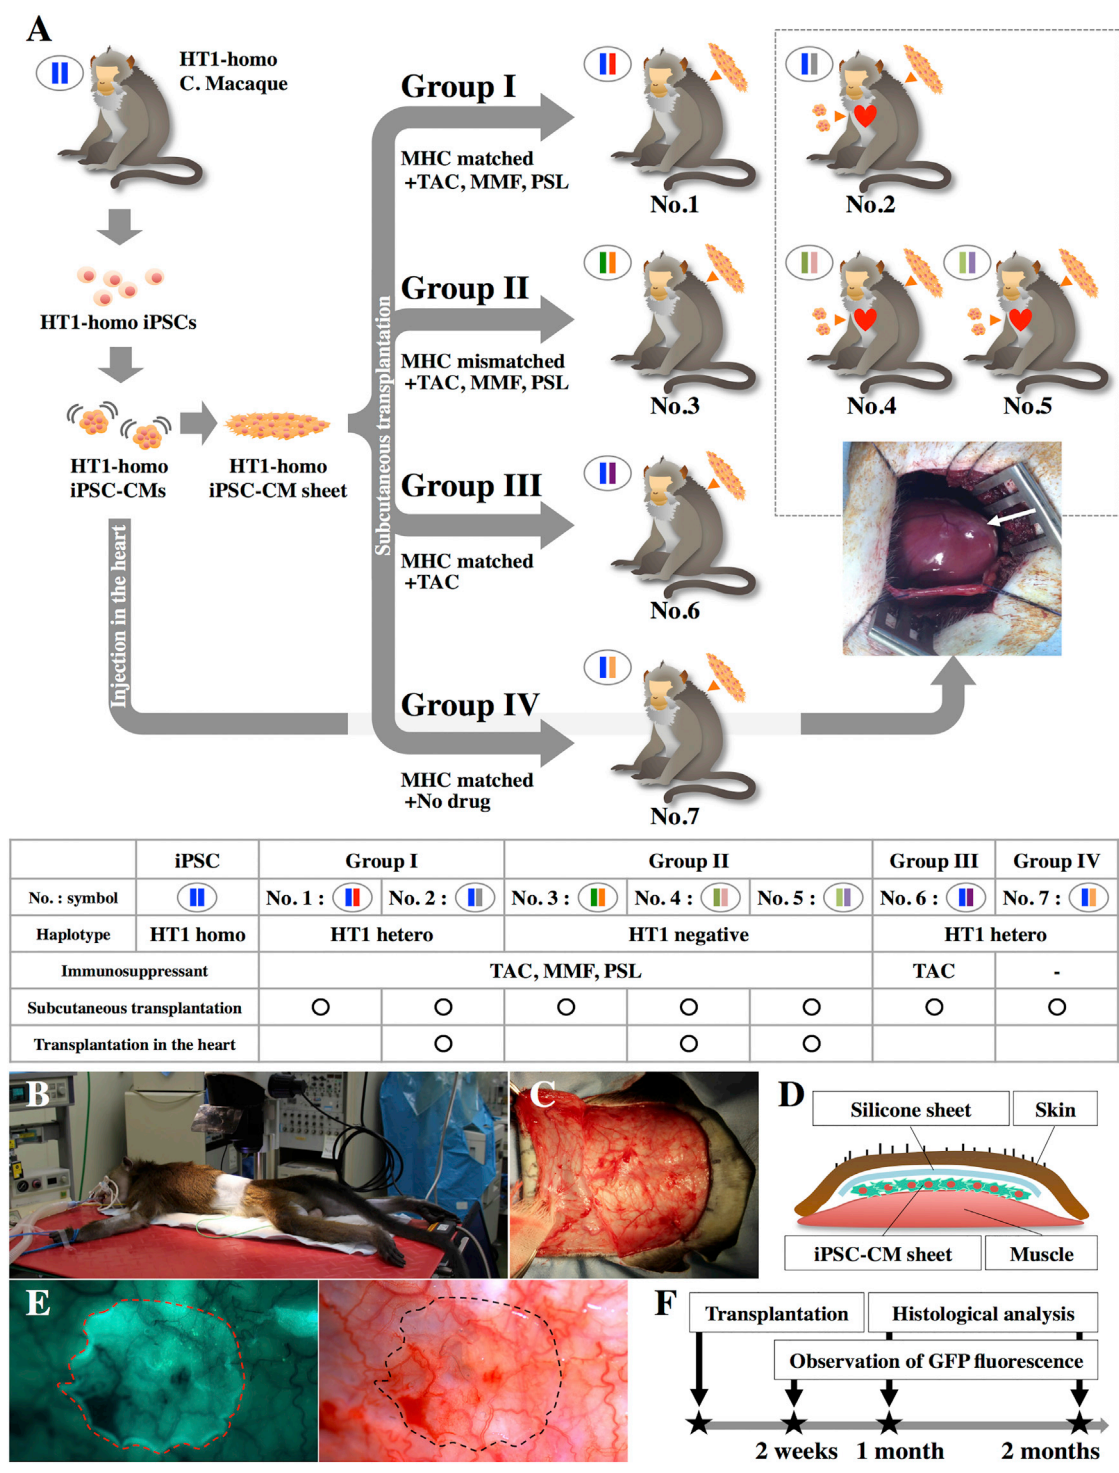 A
HT1-homo
C. Macaque
HT1-homo iPSCs
HT1-homo
iPSC-CMs
HT1-homo
iPSC-CM sheet
Injection in the heart
Subcutaneous transplantation
Group I
MHC matched
+TAC, MMF, PSL
No.1
No.2
Group II
MHC mismatched
+TAC, MMF, PSL
No.3
No.4
No.5
Group III
MHC matched
+TAC
No.6
Group IV
MHC matched
+No drug
No.7
iPSC Group I Group II Group III Group IV
No. : symbol No. 1 : No. 2 : No. 3 : No. 4 : No. 5 : No. 6 : No. 7 :
Haplotype HT1 homo HT1 hetero HT1 negative HT1 hetero
Immunosuppressant TAC, MMF, PSL TAC -
Subcutaneous transplantation
Transplantation in the heart
B
C
D
Silicone sheet
Skin
iPSC-CM sheet
Muscle
E
F
Transplantation
Histological analysis
Observation of GFP fluorescence
2 weeks 1 month 2 months